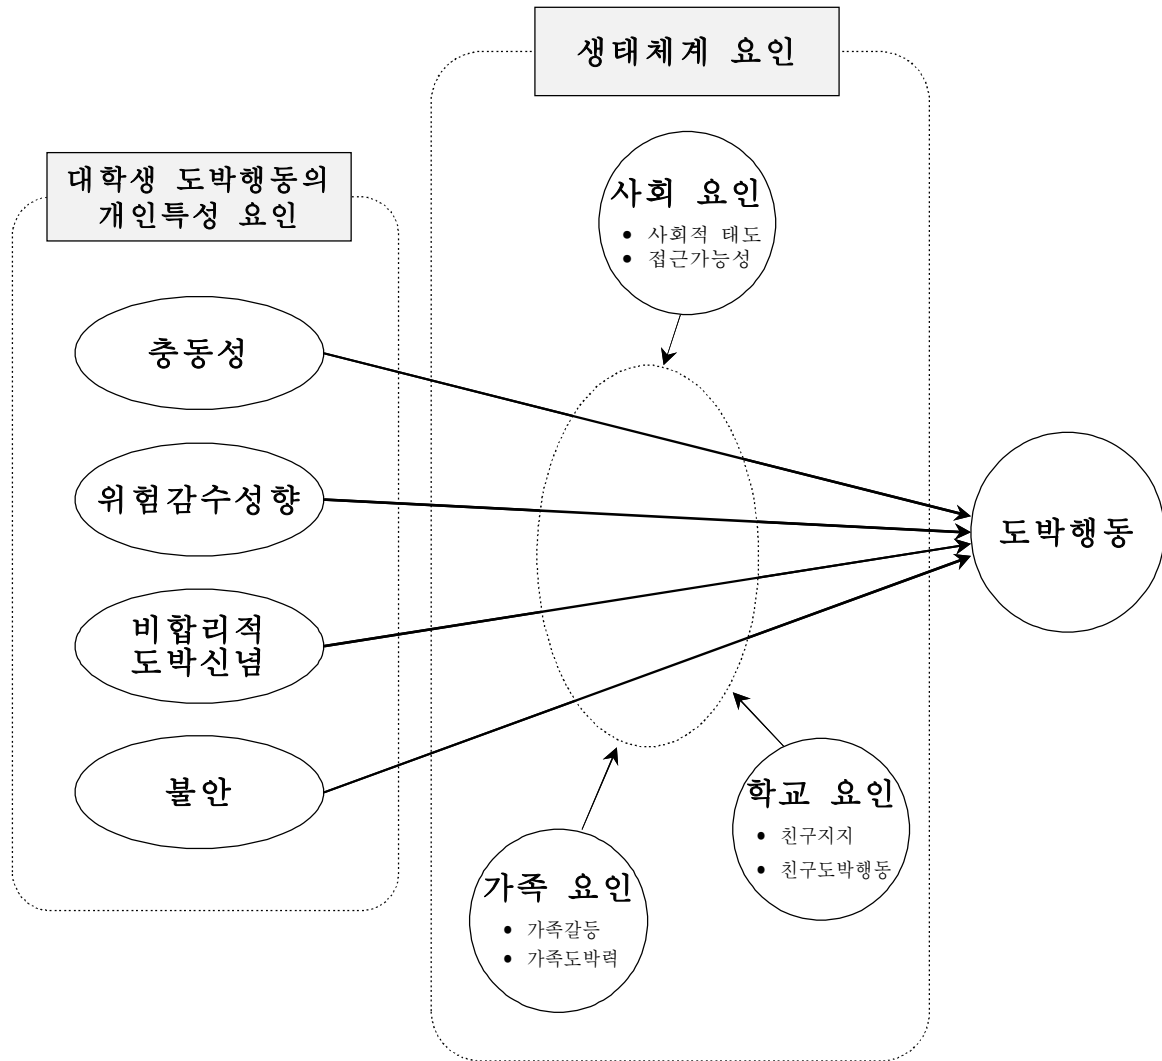 생태체계 요인
대학생 도박행동의
개인특성 요인
사회 요인
• 사회적 태도
• 접근가능성
충동성
위험감수성향
도박행동
비합리적
도박신념
불안
학교 요인
• 친구지지
• 친구도박행동
가족 요인
• 가족갈등
• 가족도박력